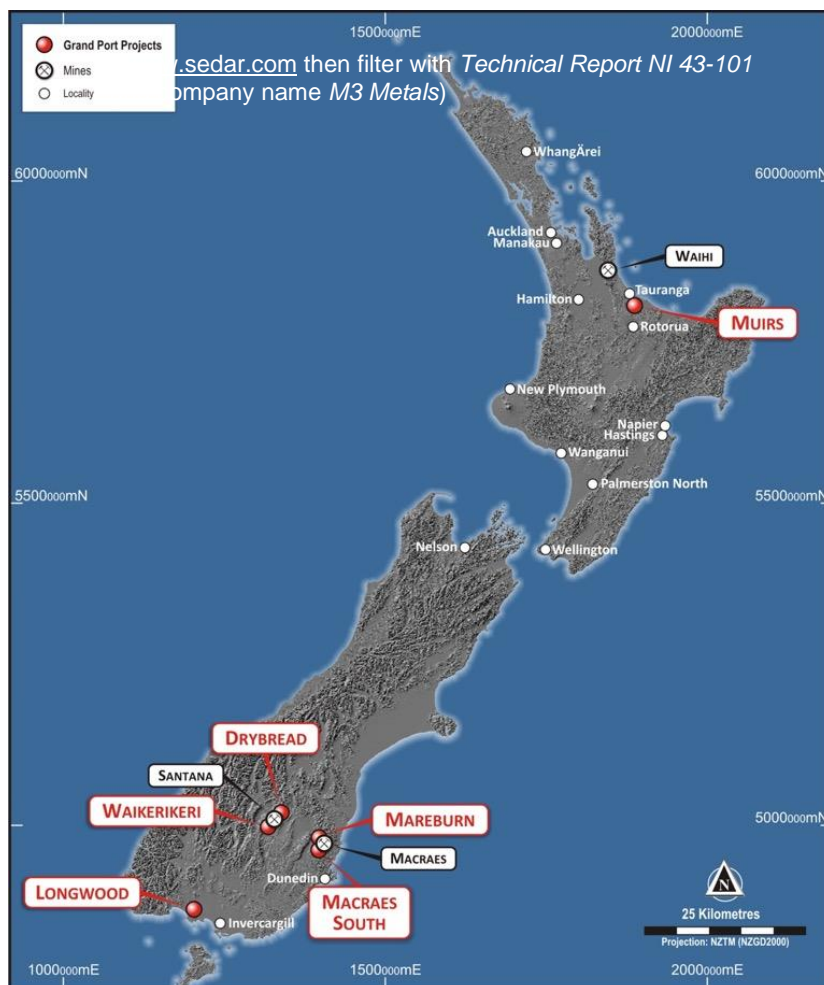 1500000mE
2000000mE
Grand Port Projects
Mines
Locality
.sedar.com then filter with Technical Report NI 43-101
ompany name M3 Metals)
WhangÄrei
6000000mN
6000000mN
Auckland
Manakau
WAIHI
Tauranga
Hamilton
MUIRS
Rotorua
New Plymouth
Napier
Hastings
Wanganui
Palmerston North
5500000mN
5500000mN
Nelson
Wellington
DRYBREAD
SANTANA
WAIKERIKERI
MAREBURN
5000000mN
MACRAES
Dunedin
LONGWOOD
MACRAES
SOUTH
Invercargill
N
25 Kilometres
Projection: NZTM (NZGD2000)
1000000mE
1500000mE
2000000mE